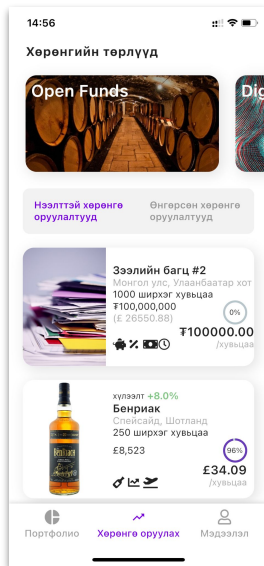 14:56
Хөрөнгийн төрлүүд
Open Funds
Dig
Нээлттэй хөрөнгө
оруулалтууд
Өнгөрсөн хөрөнгө
оруулалтууд
Зээлийн багц #2
Монгол улс, Улаанбаатар хот
1000 ширхэг хувьцаа
₮100,000,000
(£ 26550.88)
0%
₮100000.00
/хувьцаа
хүлээлт +8.0%
Бенриак
Спейсайд, Шотланд
250 ширхэг хувьцаа
£8,523
96%
£34.09
/хувьцаа
BenRiach
Портфолио
Хөрөнгө оруулах
Мэдээлэл